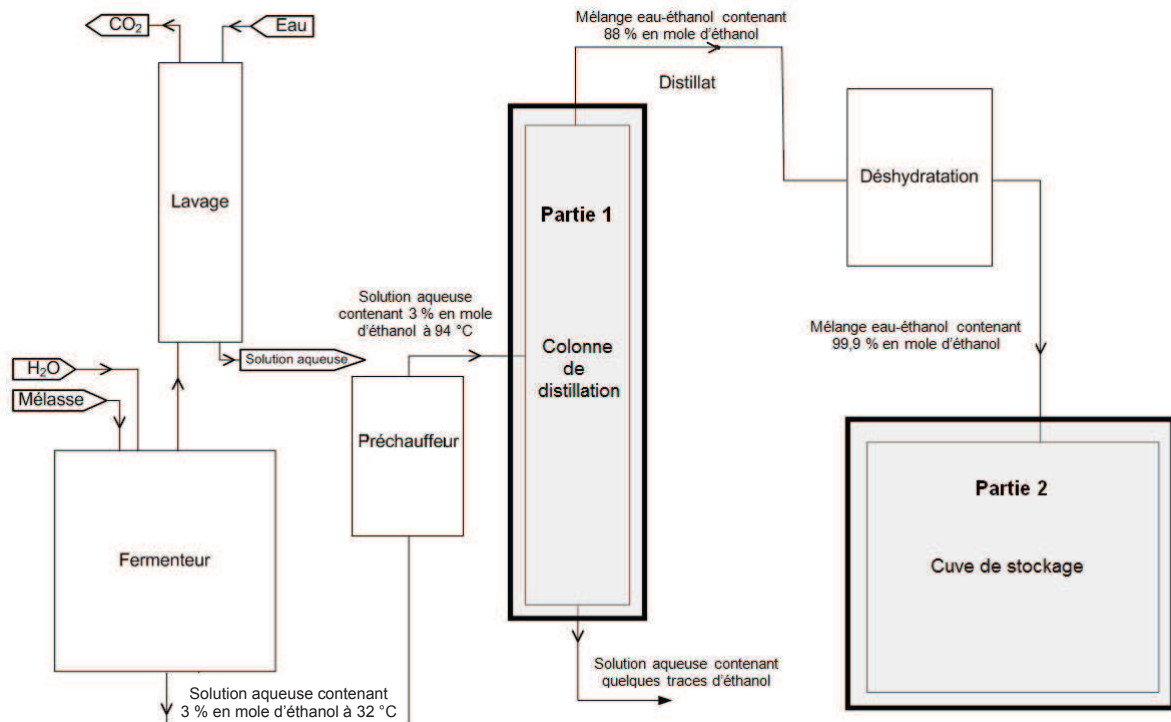 CO₂
Eau
Lavage
Solution aqueuse
H₂O
Mélasse
Fermenteur
Solution aqueuse contenant
3 % en mole d'éthanol à 32 °C
Préchauffeur
Solution aqueuse
contenant 3 % en mole
d'éthanol à 94 °C
Partie 1
Colonne
de
distillation
Mélange eau-éthanol contenant
88 % en mole d'éthanol
Distillat
Solution aqueuse contenant
quelques traces d'éthanol
Déshydratation
Mélange eau-éthanol contenant
99,9 % en mole d'éthanol
Partie 2
Cuve de stockage